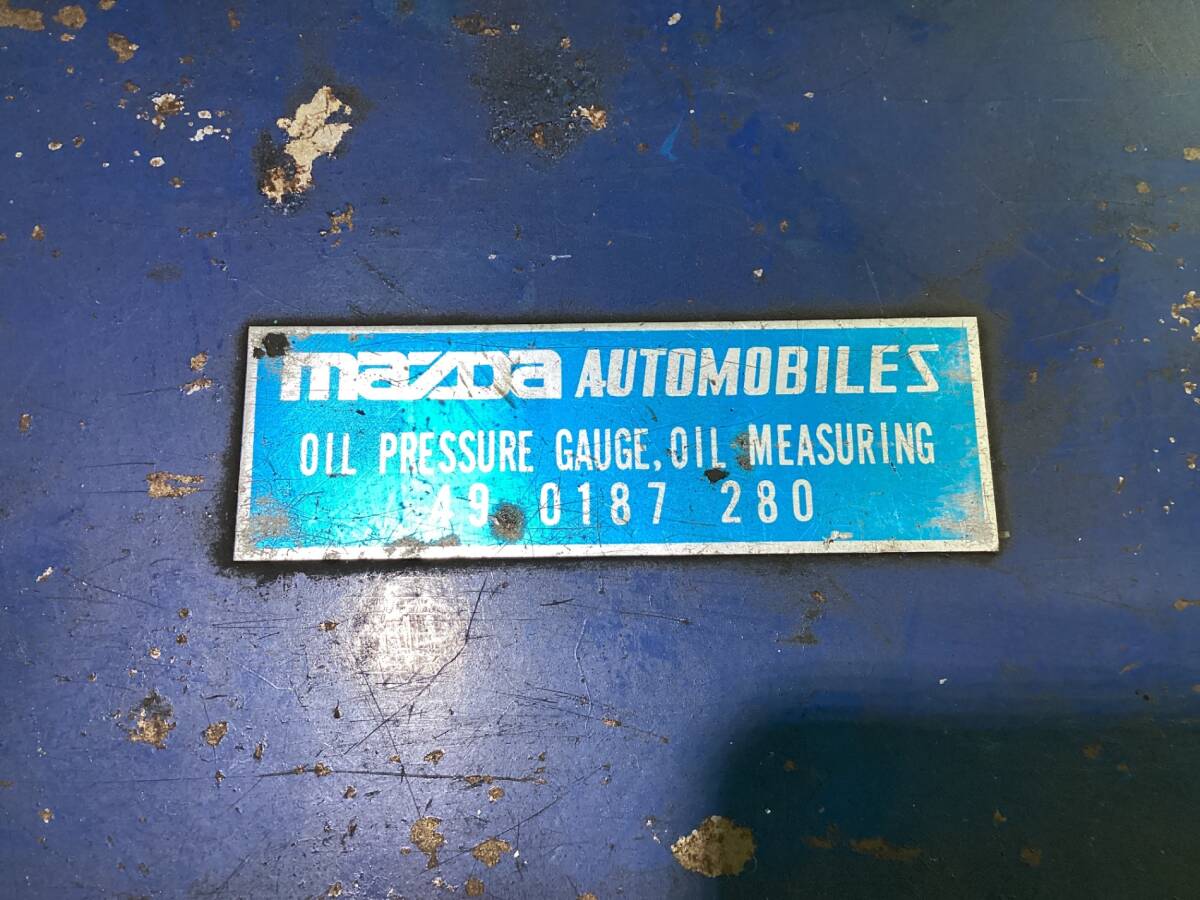 mazda AUTOMOBILES
OIL PRESSURE GAUGE, OIL MEASURING
49 0187 280